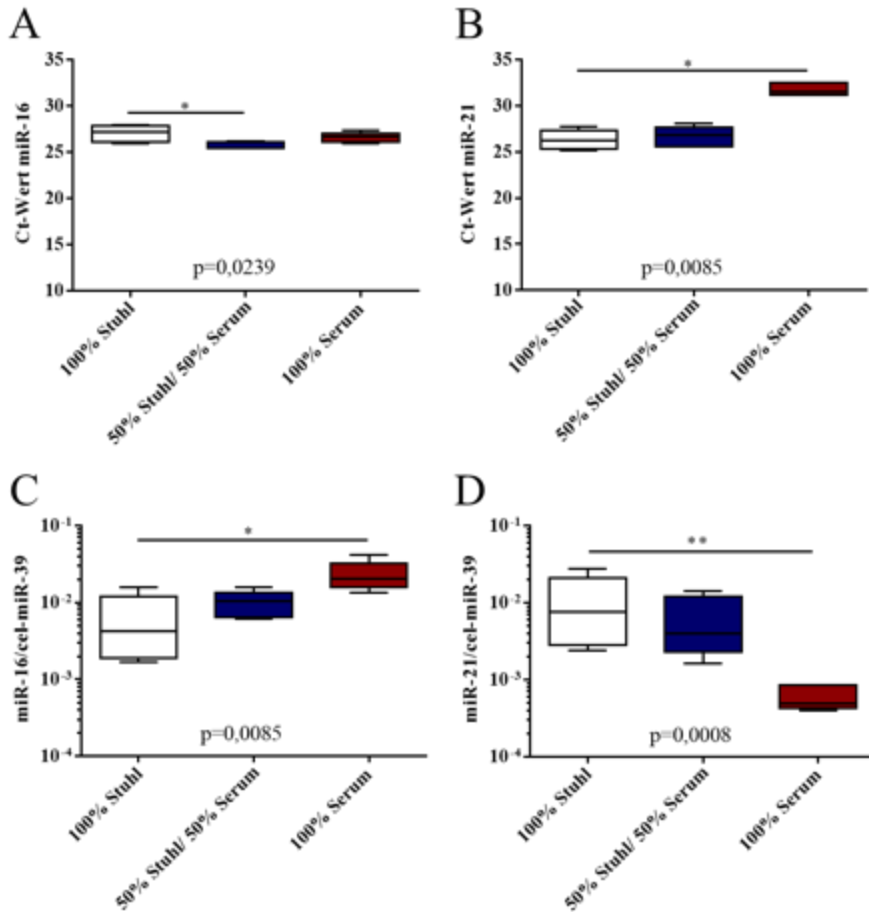 A
Ct-Wert miR-16
35
30
25
20
15
10
*
p=0,0239
100% Stuhl
50% Stuhl/ 50% Serum
100% Serum
B
Ct-Wert miR-21
35
30
25
20
15
10
*
p=0,0085
100% Stuhl
50% Stuhl/ 50% Serum
100% Serum
C
miR-16/cel-miR-39
10⁻¹
10⁻²
10⁻³
10⁻⁴
*
p=0,0085
100% Stuhl
50% Stuhl/ 50% Serum
100% Serum
D
miR-21/cel-miR-39
10⁻¹
10⁻²
10⁻³
10⁻⁴
**
p=0,0008
100% Stuhl
50% Stuhl/ 50% Serum
100% Serum